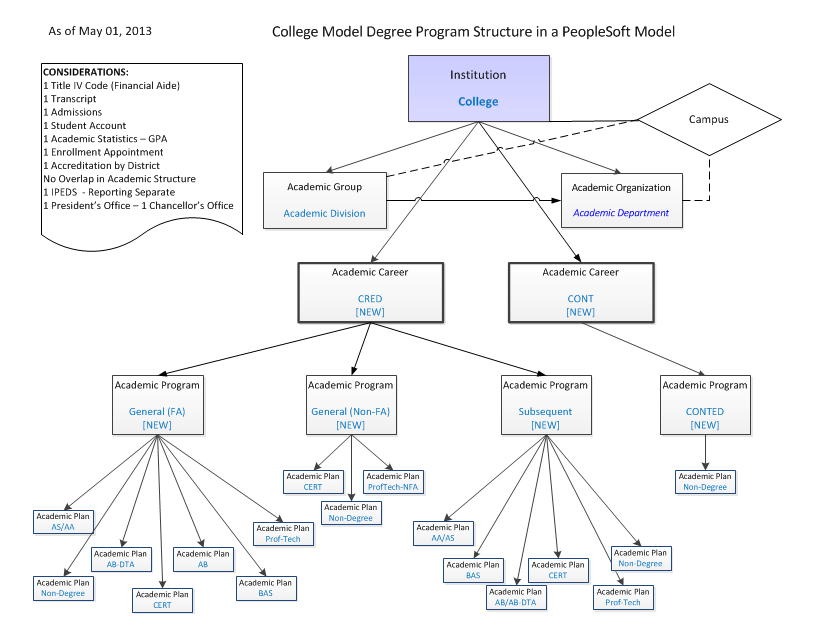 As of May 01, 2013
College Model Degree Program Structure in a PeopleSoft Model
CONSIDERATIONS:
1 Title IV Code (Financial Aide)
1 Transcript
1 Admissions
1 Student Account
1 Academic Statistics – GPA
1 Enrollment Appointment
1 Accreditation by District
No Overlap in Academic Structure
1 IPEDS  - Reporting Separate
1 President's Office – 1 Chancellor's Office
Institution
College
Campus
Academic Group
Academic Division
Academic Organization
Academic Department
Academic Career
CRED
[NEW]
Academic Career
CONT
[NEW]
Academic Program
General (FA)
[NEW]
Academic Program
General (Non-FA)
[NEW]
Academic Program
Subsequent
[NEW]
Academic Program
CONTED
[NEW]
Academic Plan
AS/AA
Academic Plan
Non-Degree
Academic Plan
AB-DTA
Academic Plan
CERT
Academic Plan
AB
Academic Plan
BAS
Academic Plan
Prof-Tech
Academic Plan
CERT
Academic Plan
Non-Degree
Academic Plan
ProfTech-NFA
Academic Plan
AA/AS
Academic Plan
BAS
Academic Plan
AB/AB-DTA
Academic Plan
CERT
Academic Plan
Prof-Tech
Academic Plan
Non-Degree
Academic Plan
Non-Degree